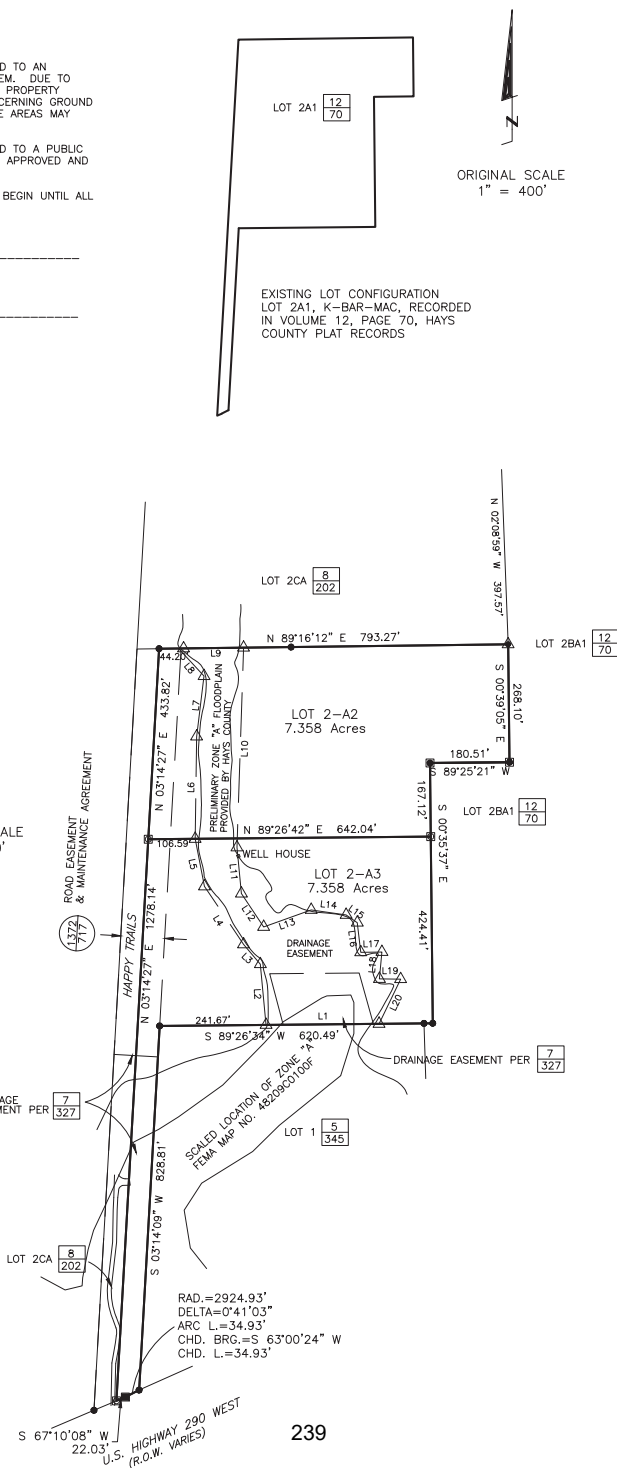 D TO AN
EM. DUE TO
PROPERTY
CERNING GROUND
E AREAS MAY
D TO A PUBLIC
APPROVED AND
BEGIN UNTIL ALL
LOT 2A1 12
70
Z
ORIGINAL SCALE
1" = 400'
EXISTING LOT CONFIGURATION
LOT 2A1, K-BAR-MAC, RECORDED
IN VOLUME 12, PAGE 70, HAYS
COUNTY PLAT RECORDS
N 02°08'59" W 397.57'
LOT 2CA 8
202
N 89°16'12" E 793.27'
LOT 2BA1 12
70
44.20'
L9
L8
L7
L6
L10
N 03°14'27" E 433.82'
PRELIMINARY ZONE "A" FLOODPLAIN
PROVIDED BY HAYS COUNTY
LOT 2-A2
7.358 Acres
S 00°39'05" E
268.10'
180.51'
S 89°25'21" W
167.12'
S 00°35'37" E
LOT 2BA1 12
70
ROAD EASEMENT
& MAINTENANCE AGREEMENT
1372
717
ALE
0'
106.59'
N 89°26'42" E 642.04'
WELL HOUSE
LOT 2-A3
7.358 Acres
L5
L11
L12
L13
L14
L15
L4
L3
L16
L17
L18
L19
L2
L20
DRAINAGE
EASEMENT
424.41'
HAPPY TRAILS
N 03°14'27" E 1278.14'
241.67'
L1
S 89°26'34" W 620.49'
DRAINAGE EASEMENT PER 7
327
AGE
MENT PER 7
327
SCALED LOCATION OF ZONE "A"
FEMA MAP NO. 48209C0100F
LOT 1 5
345
S 03°14'09" W 828.81'
LOT 2CA 8
202
RAD.=2924.93'
DELTA=0°41'03"
ARC L.=34.93'
CHD. BRG.=S 63°00'24" W
CHD. L.=34.93'
S 67°10'08" W
22.03'
U.S. HIGHWAY 290 WEST
(R.O.W. VARIES)
239